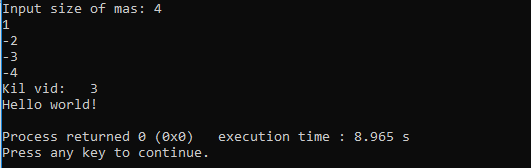 Input size of mas: 4
1
-2
-3
-4
Kil vid:   3
Hello world!
Process returned 0 (0x0)   execution time : 8.965 s
Press any key to continue.